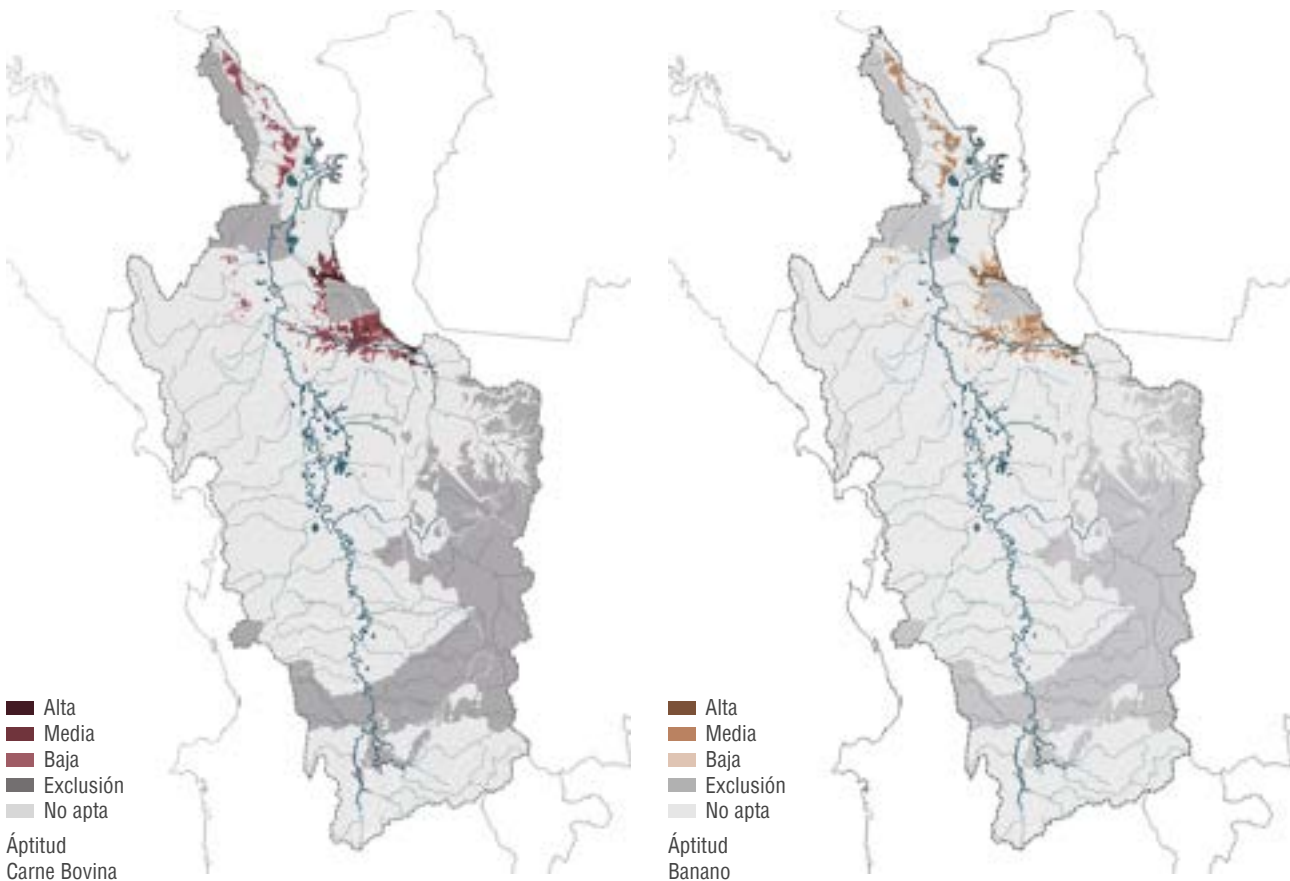 Alta
Media
Baja
Exclusión
No apta
Áptitud
Carne Bovina
Alta
Media
Baja
Exclusión
No apta
Áptitud
Banano